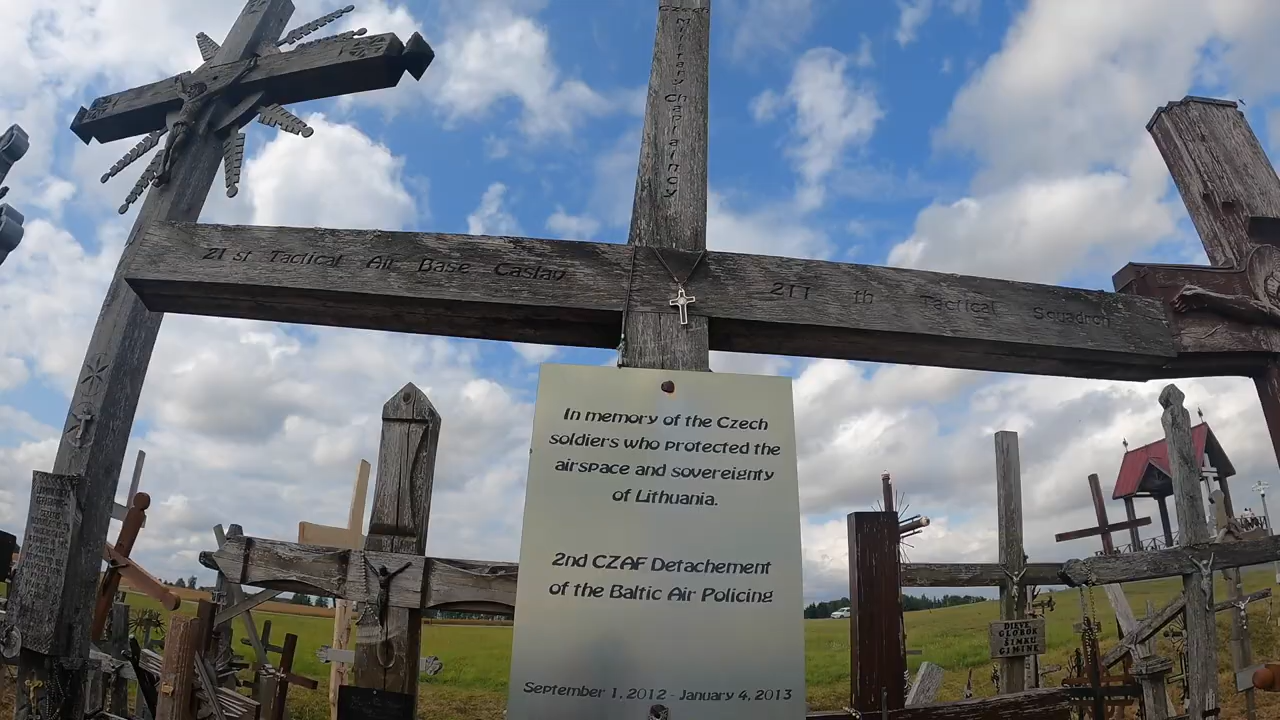 Military Chaplaincy
21 st Tactical Air Base Caslav
211 th Tactical Squadron
In memory of the Czech
soldiers who protected the
airspace and sovereignty
of Lithuania.
2nd CZAF Detachement
of the Baltic Air Policing
September 1, 2012 - January 4, 2013
DIEVE
GLOBOK
ŠIMKU
GIMINE